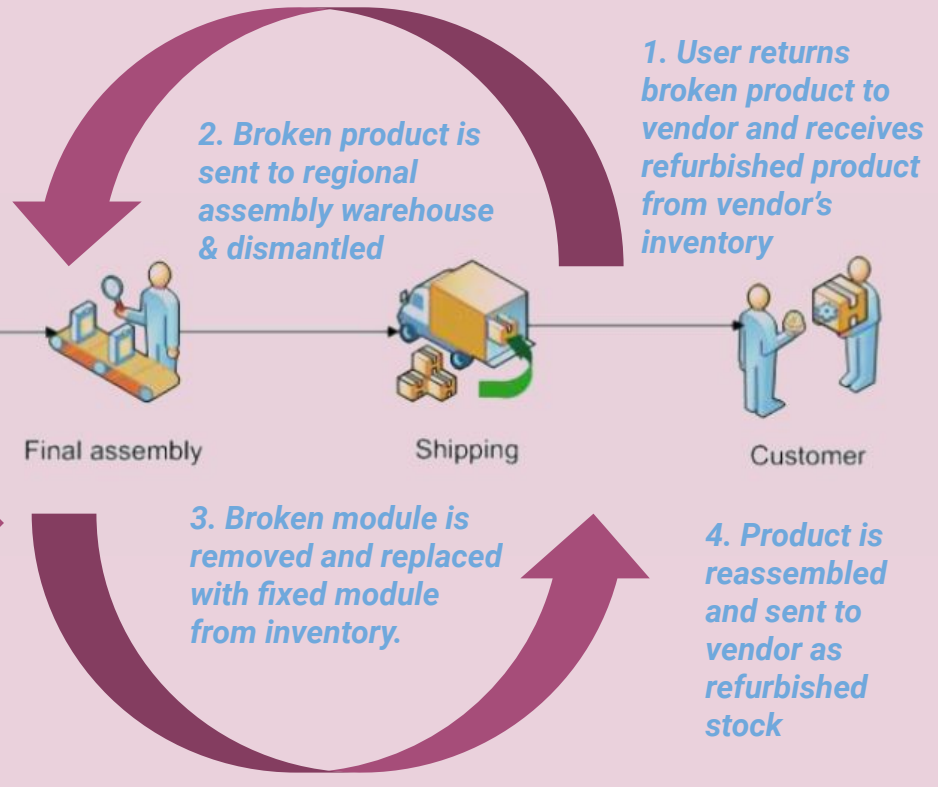 1. User returns
broken product to
vendor and receives
refurbished product
from vendor's
inventory
2. Broken product is
sent to regional
assembly warehouse
& dismantled
Final assembly
Shipping
Customer
3. Broken module is
removed and replaced
with fixed module
from inventory.
4. Product is
reassembled
and sent to
vendor as
refurbished
stock